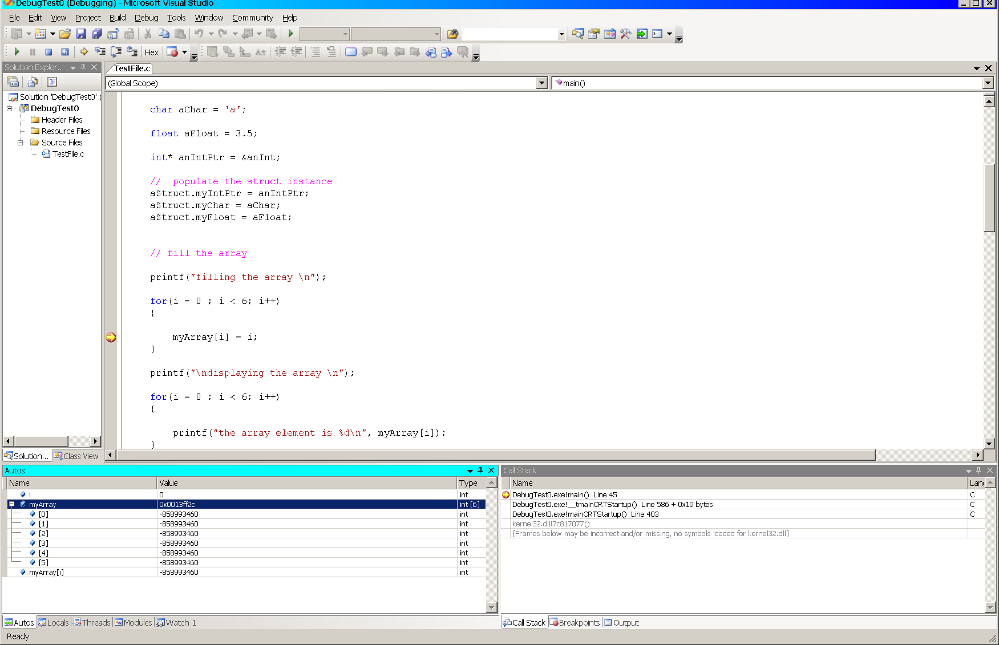 DebugTest0 (Debugging) - Microsoft Visual Studio
File Edit View Project Build Debug Tools Window Community Help
Hex
Solution Explor...
TestFile.c
(Global Scope)
main()
Solution 'DebugTest0' (
DebugTest0
Header Files
Resource Files
Source Files
TestFile.c
char aChar = 'a';
float aFloat = 3.5;
int* anIntPtr = &anInt;
//  populate the struct instance
aStruct.myIntPtr = anIntPtr;
aStruct.myChar = aChar;
aStruct.myFloat = aFloat;
// fill the array
printf("filling the array \n");
for(i = 0 ; i < 6; i++)
{
myArray[i] = i;
}
printf("\ndisplaying the array \n");
for(i = 0 ; i < 6; i++)
{
printf("the array element is %d\n", myArray[i]);
}
Solution... Class View
Autos
Name Value Type
i 0 int
myArray 0x0013ff2c int [6]
[0] -858993460 int
[1] -858993460 int
[2] -858993460 int
[3] -858993460 int
[4] -858993460 int
[5] -858993460 int
myArray[i] -858993460 int
Autos Locals Threads Modules Watch 1
Call Stack
Name Lang
DebugTest0.exe!main()  Line 45 C
DebugTest0.exe!__tmainCRTStartup()  Line 586 + 0x19 bytes C
DebugTest0.exe!mainCRTStartup()  Line 403 C
kernel32.dll!7c817077()
[Frames below may be incorrect and/or missing, no symbols loaded for kernel32.dll]
Call Stack Breakpoints Output
Ready